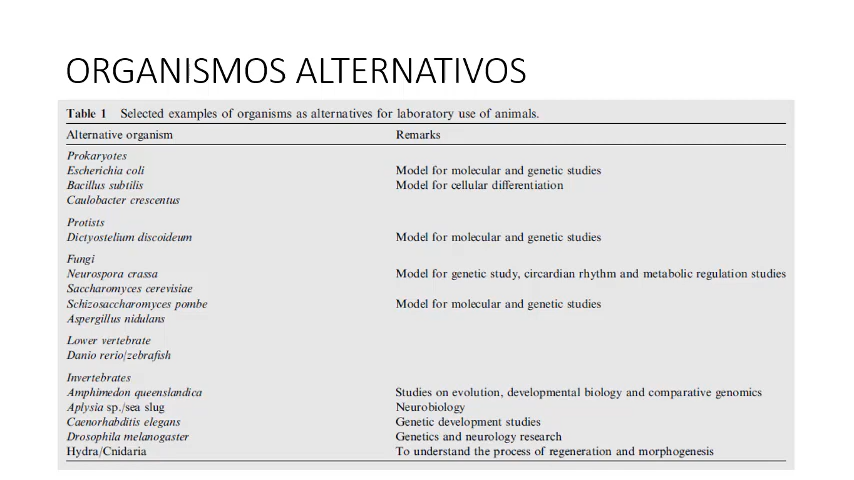 ORGANISMOS ALTERNATIVOS
Table 1 Selected examples of organisms as alternatives for laboratory use of animals.
Alternative organism Remarks
Prokaryotes
Escherichia coli Model for molecular and genetic studies
Bacillus subtilis Model for cellular differentiation
Caulobacter crescentus
Protists
Dictyostelium discoideum Model for molecular and genetic studies
Fungi
Neurospora crassa Model for genetic study, circardian rhythm and metabolic regulation studies
Saccharomyces cerevisiae
Schizosaccharomyces pombe Model for molecular and genetic studies
Aspergillus nidulans
Lower vertebrate
Danio rerio/zebrafish
Invertebrates
Amphimedon queenslandica Studies on evolution, developmental biology and comparative genomics
Aplysia sp./sea slug Neurobiology
Caenorhabditis elegans Genetic development studies
Drosophila melanogaster Genetics and neurology research
Hydra/Cnidaria To understand the process of regeneration and morphogenesis